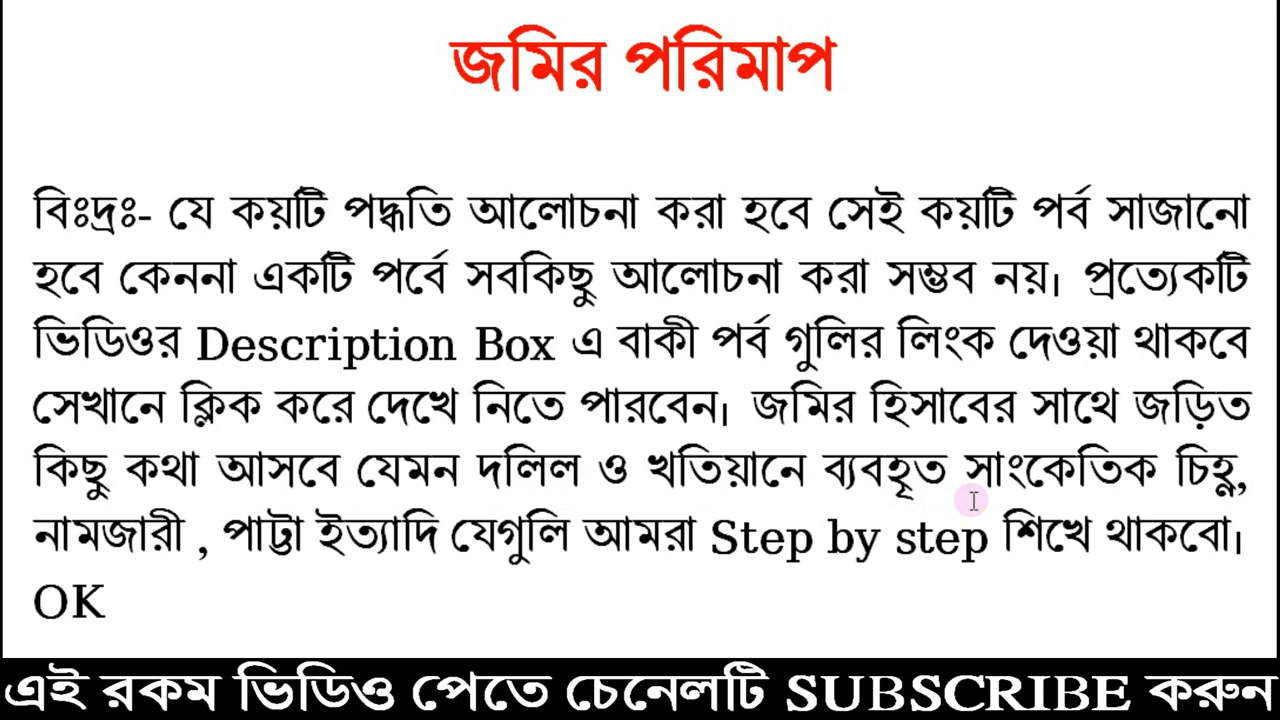 জমির পরিমাপ
বিঃদ্রঃ- যে কয়টি পদ্ধতি আলোচনা করা হবে সেই কয়টি পর্ব সাজানো
হবে কেননা একটি পর্বে সবকিছু আলোচনা করা সম্ভব নয়। প্রত্যেকটি
ভিডিওর Description Box এ বাকী পর্ব গুলির লিংক দেওয়া থাকবে
সেখানে ক্লিক করে দেখে নিতে পারবেন। জমির হিসাবের সাথে জড়িত
কিছু কথা আসবে যেমন দলিল ও খতিয়ানে ব্যবহৃত সাংকেতিক চিহ্ণ,
নামজারী , পাট্টা ইত্যাদি যেগুলি আমরা Step by step শিখে থাকবো।
OK
এই রকম ভিডিও পেতে চেনেলটি SUBSCRIBE করুন